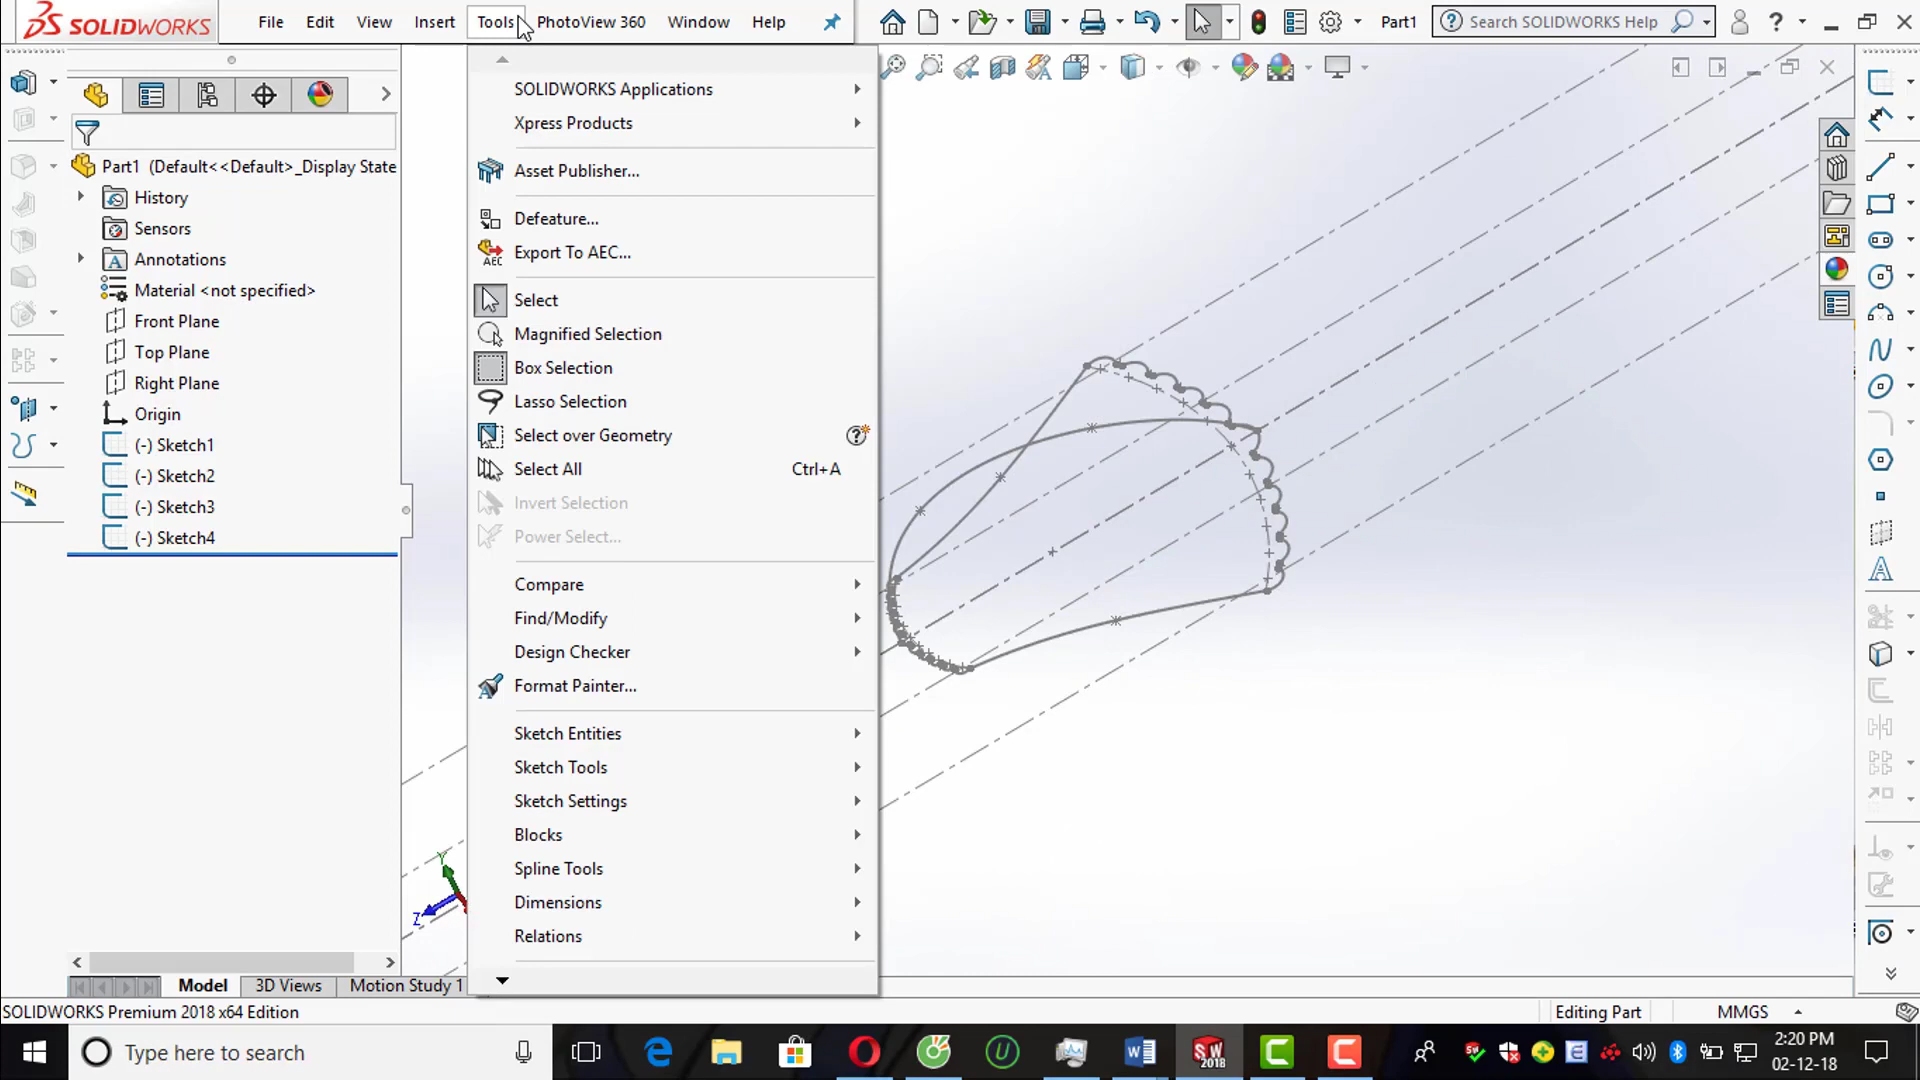 SOLIDWORKS
File Edit View Insert Tools PhotoView 360 Window Help
Part1
Search SOLIDWORKS Help
SOLIDWORKS Applications
Xpress Products
Asset Publisher...
Defeature...
Export To AEC...
Select
Magnified Selection
Box Selection
Lasso Selection
Select over Geometry
Select All Ctrl+A
Invert Selection
Power Select...
Compare
Find/Modify
Design Checker
Format Painter...
Sketch Entities
Sketch Tools
Sketch Settings
Blocks
Spline Tools
Dimensions
Relations
Part1 (Default<<Default>_Display State
History
Sensors
Annotations
Material <not specified>
Front Plane
Top Plane
Right Plane
Origin
(-) Sketch1
(-) Sketch2
(-) Sketch3
(-) Sketch4
Y
Z
Model 3D Views Motion Study 1
SOLIDWORKS Premium 2018 x64 Edition
Editing Part
MMGS
Type here to search
SW
2018
2:20 PM
02-12-18